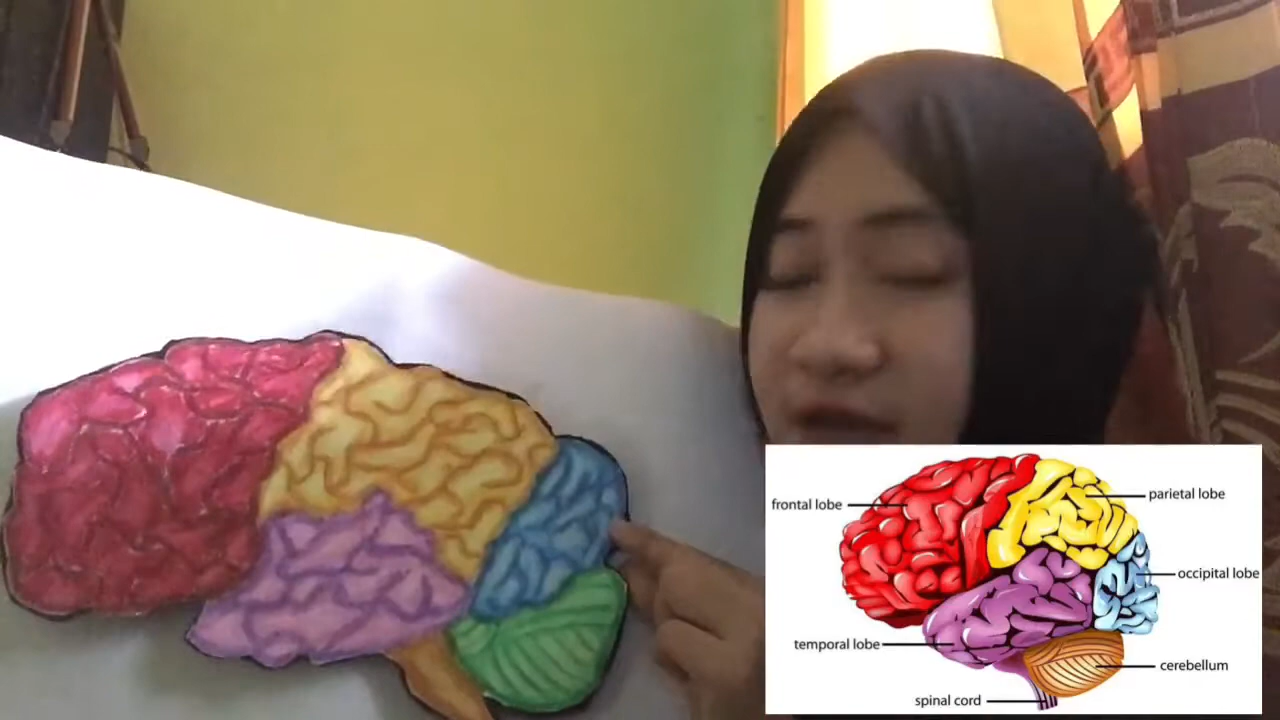 frontal lobe
parietal lobe
occipital lobe
temporal lobe
cerebellum
spinal cord